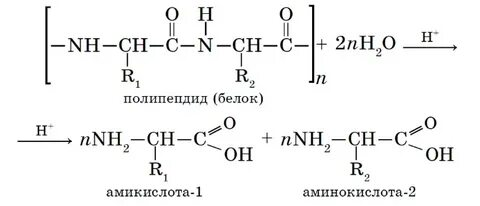 O H O
[—NH—CH—C—N—CH—C—]n + 2nH₂O H⁺
R₁ R₂
полипепдид (белок)
H⁺ nNH₂—CH—C O OH + nNH₂—CH—C O OH
R₁ R₂
амикислота-1 аминокислота-2